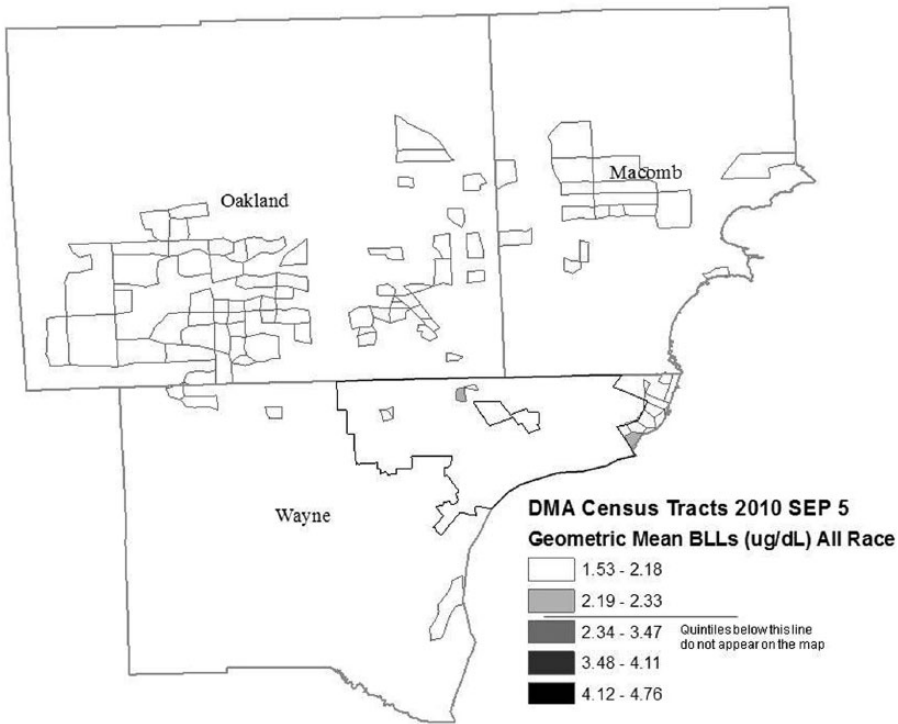 Oakland
Macomb
Wayne
DMA Census Tracts 2010 SEP 5
Geometric Mean BLLs (ug/dL) All Race
1.53 - 2.18
2.19 - 2.33
2.34 - 3.47
Quintiles below this line
do not appear on the map
3.48 - 4.11
4.12 - 4.76